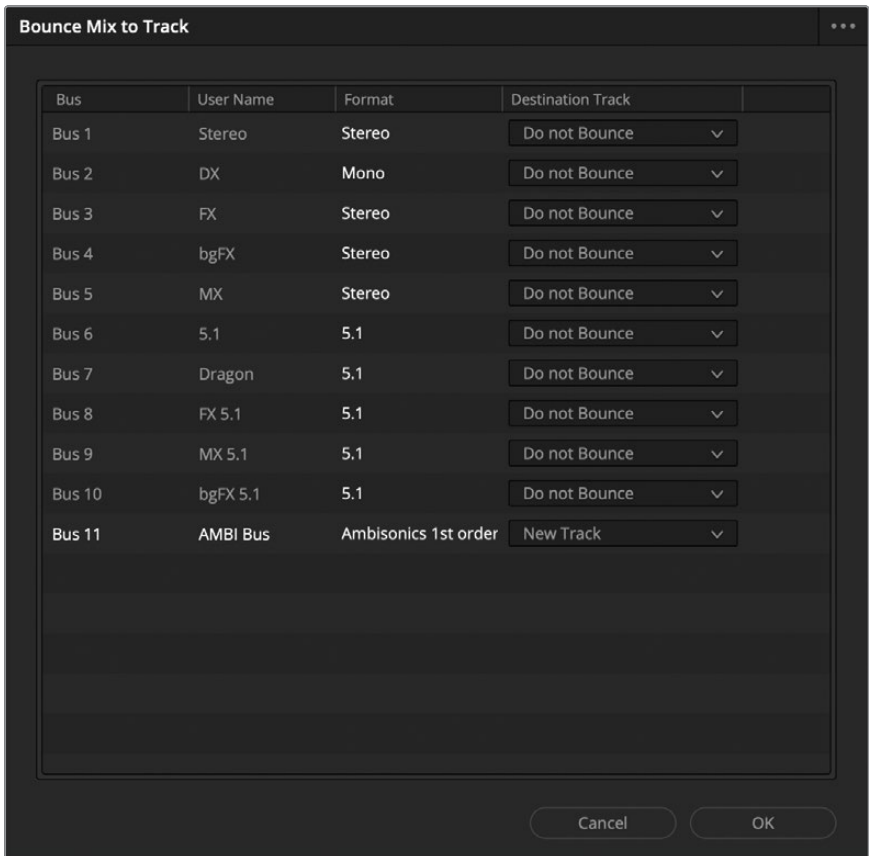 Bounce Mix to Track
Bus User Name Format Destination Track
Bus 1 Stereo Stereo Do not Bounce
Bus 2 DX Mono Do not Bounce
Bus 3 FX Stereo Do not Bounce
Bus 4 bgFX Stereo Do not Bounce
Bus 5 MX Stereo Do not Bounce
Bus 6 5.1 5.1 Do not Bounce
Bus 7 Dragon 5.1 Do not Bounce
Bus 8 FX 5.1 5.1 Do not Bounce
Bus 9 MX 5.1 5.1 Do not Bounce
Bus 10 bgFX 5.1 5.1 Do not Bounce
Bus 11 AMBI Bus Ambisonics 1st order New Track
Cancel OK